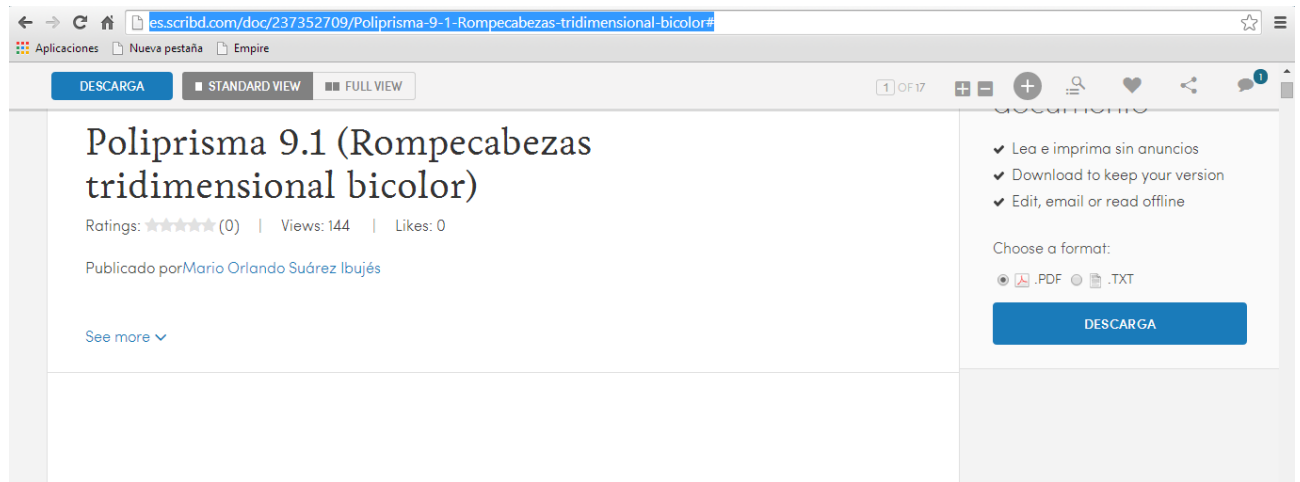 es.scribd.com/doc/237352709/Poliprisma-9-1-Rompecabezas-tridimensional-bicolor#
Aplicaciones Nueva pestaña Empire
DESCARGA STANDARD VIEW FULL VIEW 1 OF 17 1
documento
Poliprisma 9.1 (Rompecabezas
tridimensional bicolor)
Ratings: (0) | Views: 144 | Likes: 0
Publicado porMario Orlando Suárez Ibujés
See more
Lea e imprima sin anuncios
Download to keep your version
Edit, email or read offline
Choose a format:
.PDF .TXT
DESCARGA